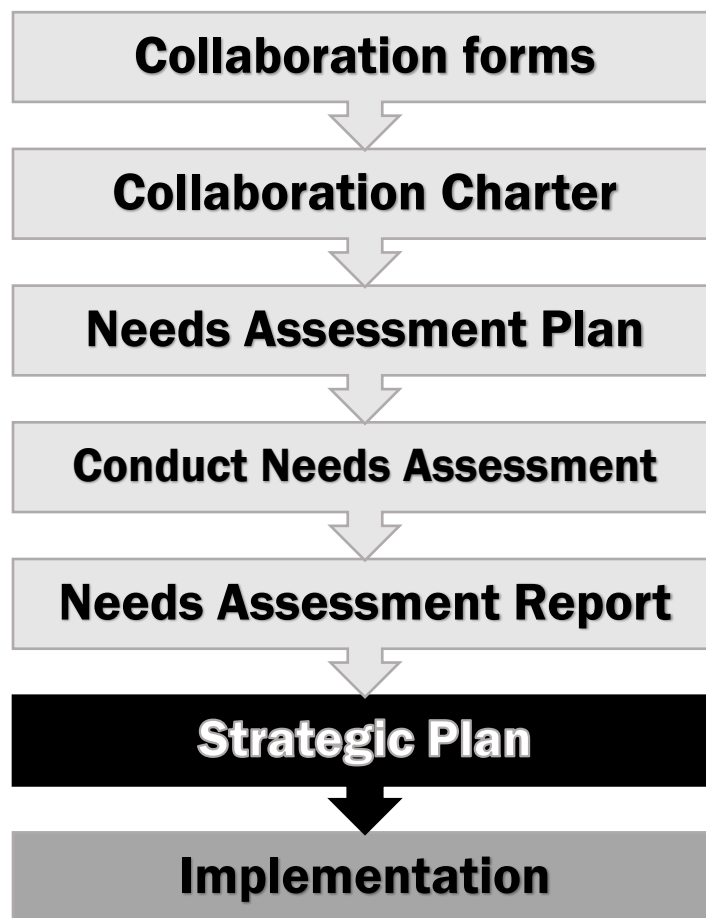 Collaboration forms
Collaboration Charter
Needs Assessment Plan
Conduct Needs Assessment
Needs Assessment Report
Strategic Plan
Implementation